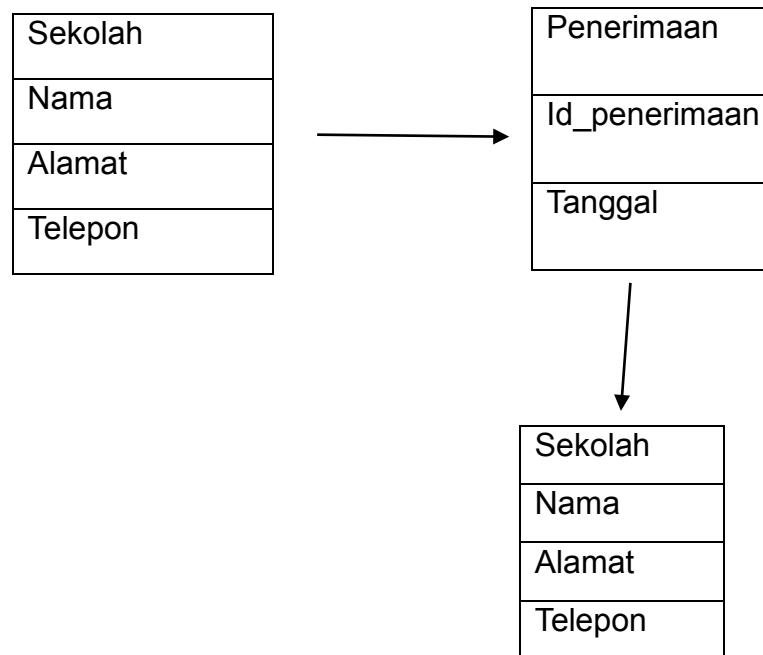 Sekolah
Nama
Alamat
Telepon
Penerimaan
Id_penerimaan
Tanggal
Sekolah
Nama
Alamat
Telepon